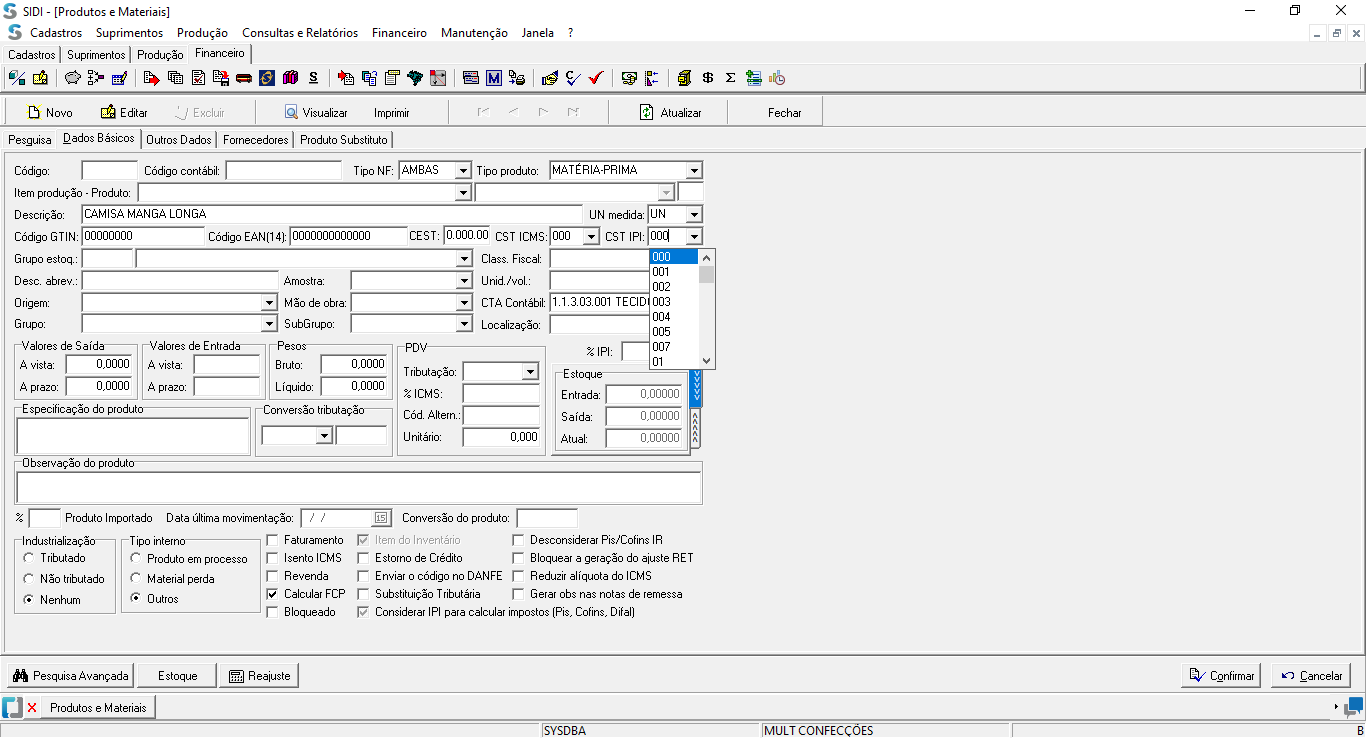 SIDI - [Produtos e Materiais]
Cadastros Suprimentos Produção Consultas e Relatórios Financeiro Manutenção Janela ?
Cadastros Suprimentos Produção Financeiro
Novo Editar Excluir Visualizar Imprimir Atualizar Fechar
Pesquisa Dados Básicos Outros Dados Fornecedores Produto Substituto
Código: Código contábil: Tipo NF: AMBAS Tipo produto: MATÉRIA-PRIMA
Item produção - Produto:
Descrição: CAMISA MANGA LONGA UN medida: UN
Código GTIN: 00000000 Código EAN(14): 0000000000000 CEST: 0.000.00 CST ICMS: 000 CST IPI: 000
Grupo estoq.: Class. Fiscal: 000
001
Desc. abrev.: Amostra: Unid./vol.: 002
Origem: Mão de obra: CTA Contábil: 1.1.3.03.001 TECIDO 003
004
Grupo: SubGrupo: Localização: 005
007
01
Valores de Saída Valores de Entrada Pesos PDV % IPI:
A vista: 0,0000 A vista: Bruto: 0,0000 Tributação: Estoque
A prazo: 0,0000 A prazo: Líquido: 0,0000 % ICMS: Entrada: 0,00000
Especificação do produto Conversão tributação Cód. Altern.: Saída: 0,00000
Unitário: 0,000 Atual: 0,00000
Observação do produto
% Produto Importado Data última movimentação: / / 15 Conversão do produto:
Industrialização Tipo interno Faturamento Item do Inventário Desconsiderar Pis/Cofins IR
Tributado Produto em processo Isento ICMS Estorno de Crédito Bloquear a geração do ajuste RET
Não tributado Material perda Revenda Enviar o código no DANFE Reduzir alíquota do ICMS
Nenhum Outros Calcular FCP Substituição Tributária Gerar obs nas notas de remessa
Bloqueado Considerar IPI para calcular impostos (Pis, Cofins, Difal)
Pesquisa Avançada Estoque Reajuste Confirmar Cancelar
Produtos e Materiais
SYSDBA MULT CONFECÇÕES B